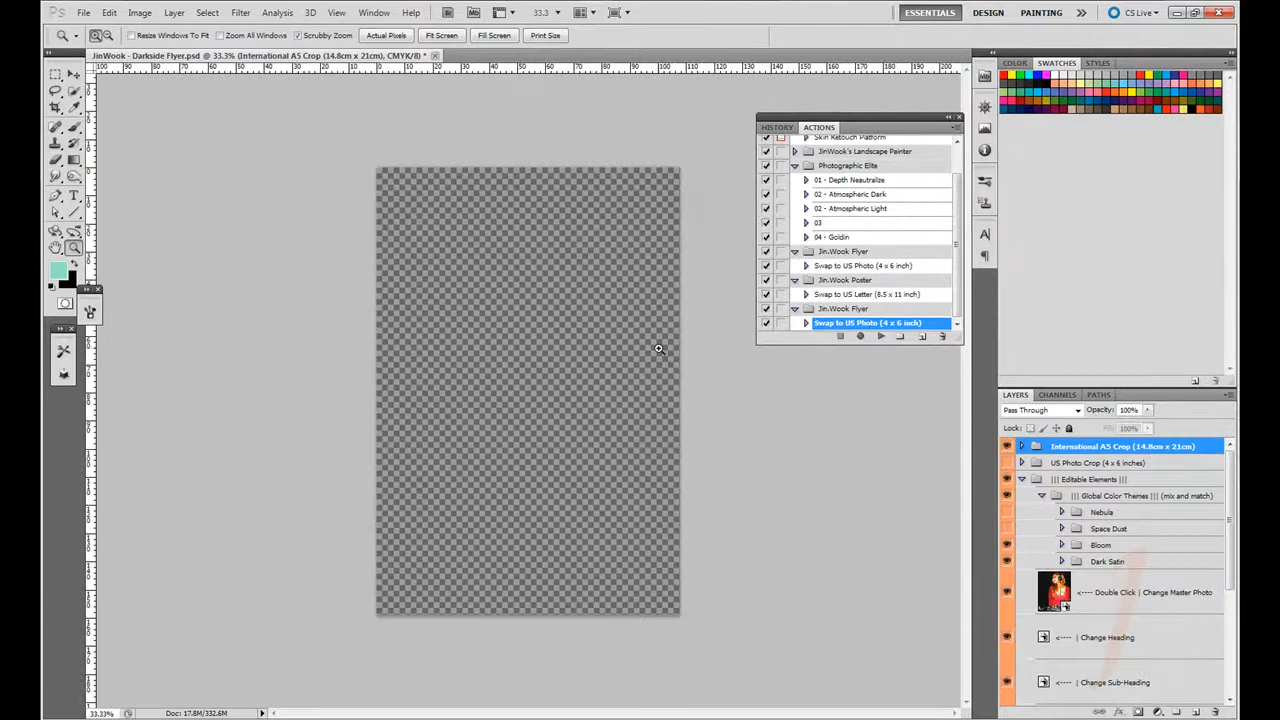 Ps File Edit Image Layer Select Filter Analysis 3D View Window Help Br Mb 33.3 ESSENTIALS DESIGN PAINTING CS Live
Resize Windows To Fit Zoom All Windows Scrubby Zoom Actual Pixels Fit Screen Fill Screen Print Size
JinWook - Darkside Flyer.psd @ 33.3% (International A5 Crop (14.8cm x 21cm), CMYK/8) *
COLOR SWATCHES STYLES
HISTORY ACTIONS
Skin Retouch Platform
JinWook's Landscape Painter
Photographic Elite
01 - Depth Neautralize
02 - Atmospheric Dark
02 - Atmospheric Light
03
04 - Goldin
Jin.Wook Flyer
Swap to US Photo (4 x 6 inch)
Jin.Wook Poster
Swap to US Letter (8.5 x 11 inch)
Jin.Wook Flyer
Swap to US Photo (4 x 6 inch)
LAYERS CHANNELS PATHS
Pass Through Opacity: 100%
Lock: Fill: 100%
International A5 Crop (14.8cm x 21cm)
US Photo Crop (4 x 6 inches)
||| Editable Elements |||
||| Global Color Themes ||| (mix and match)
Nebula
Space Dust
Bloom
Dark Satin
<---- Double Click | Change Master Photo
<---- | Change Heading
<---- | Change Sub-Heading
33.33% Doc: 17.8M/332.6M